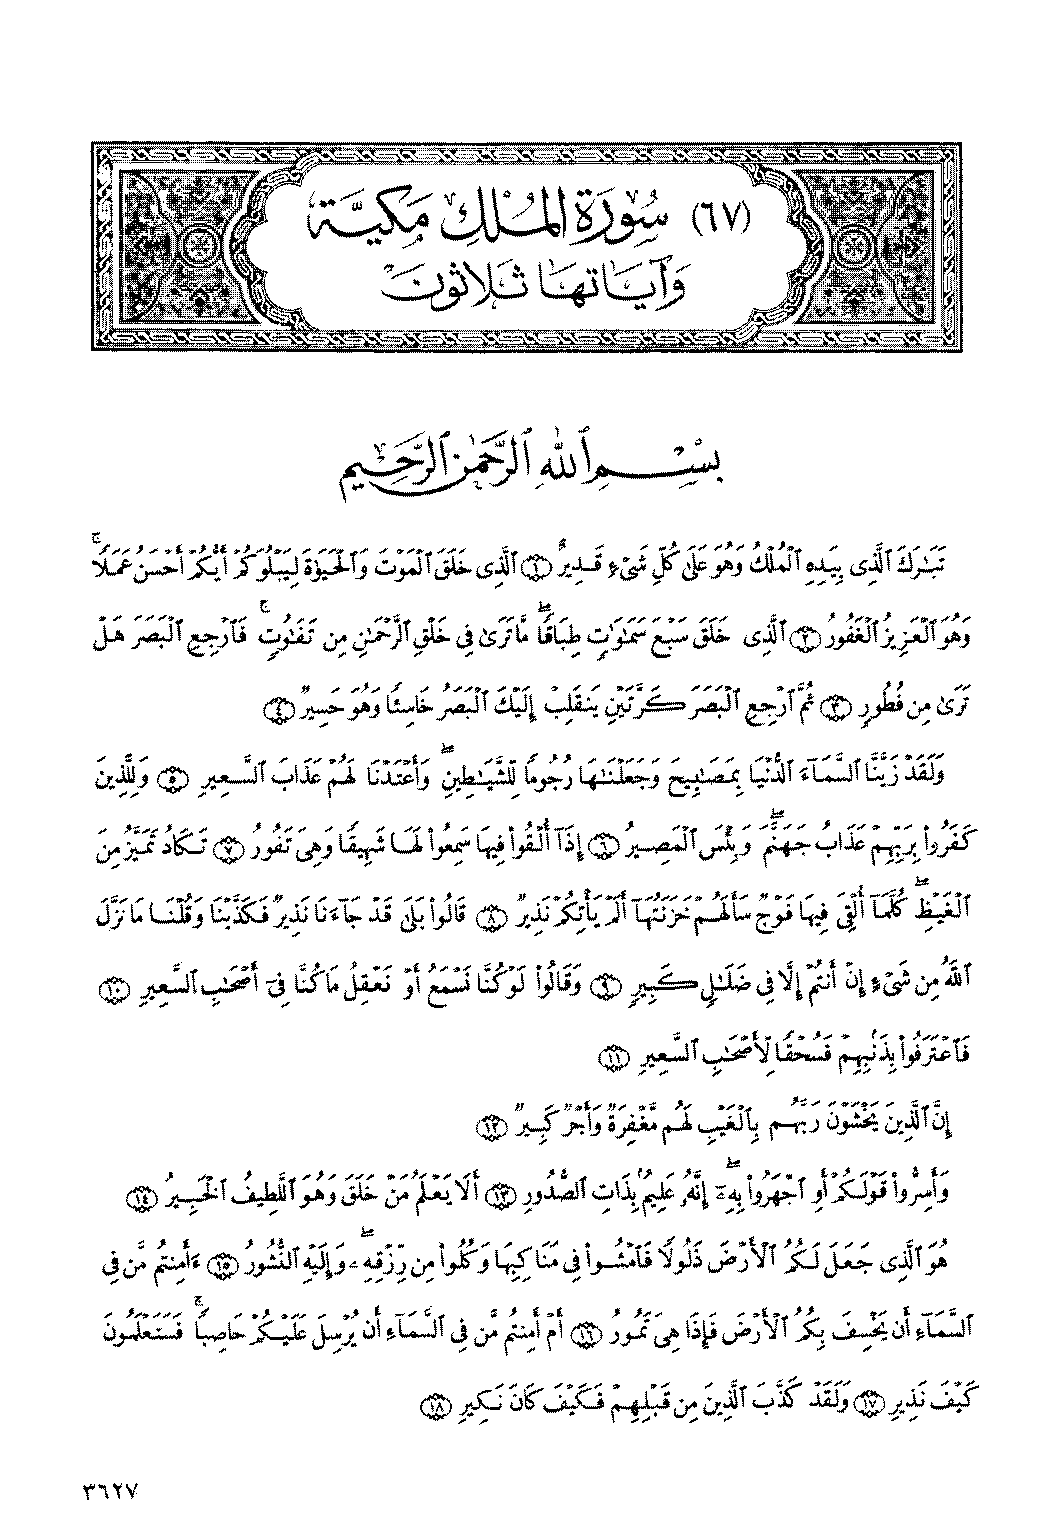 (٦٧) سُورَةِ المُلْكِ مَكِيَّة
وَآيَاتهَا ثَلَاثُونَ
بِسْمِ ٱللَّهِ ٱلرَّحْمَٰنِ ٱلرَّحِيمِ
تَبَٰرَكَ ٱلَّذِى بِيَدِهِ ٱلْمُلْكُ وَهُوَ عَلَىٰ كُلِّ شَىْءٍ قَدِيرٌ ١ ٱلَّذِى خَلَقَ ٱلْمَوْتَ وَٱلْحَيَوٰةَ لِيَبْلُوَكُمْ أَيُّكُمْ أَحْسَنُ عَمَلًا ۚ
وَهُوَ ٱلْعَزِيزُ ٱلْغَفُورُ ٢ ٱلَّذِى خَلَقَ سَبْعَ سَمَٰوَٰتٍ طِبَاقًا ۖ مَّا تَرَىٰ فِى خَلْقِ ٱلرَّحْمَٰنِ مِن تَفَٰوُتٍ ۚ فَٱرْجِعِ ٱلْبَصَرَ هَلْ
تَرَىٰ مِن فُطُورٍ ٣ ثُمَّ ٱرْجِعِ ٱلْبَصَرَ كَرَّتَيْنِ يَنقَلِبْ إِلَيْكَ ٱلْبَصَرُ خَاسِئًا وَهُوَ حَسِيرٌ ٤
وَلَقَدْ زَيَّنَّا ٱلسَّمَآءَ ٱلدُّنْيَا بِمَصَٰبِيحَ وَجَعَلْنَٰهَا رُجُومًا لِّلشَّيَٰطِينِ ۖ وَأَعْتَدْنَا لَهُمْ عَذَابَ ٱلسَّعِيرِ ٥ وَلِلَّذِينَ
كَفَرُوا۟ بِرَبِّهِمْ عَذَابُ جَهَنَّمَ ۖ وَبِئْسَ ٱلْمَصِيرُ ٦ إِذَآ أُلْقُوا۟ فِيهَا سَمِعُوا۟ لَهَا شَهِيقًا وَهِىَ تَفُورُ ٧ تَكَادُ تَمَيَّزُ مِنَ
ٱلْغَيْظِ ۖ كُلَّمَآ أُلْقِىَ فِيهَا فَوْجٌ سَأَلَهُمْ خَزَنَتُهَآ أَلَمْ يَأْتِكُمْ نَذِيرٌ ٨ قَالُوا۟ بَلَىٰ قَدْ جَآءَنَا نَذِيرٌ فَكَذَّبْنَا وَقُلْنَا مَا نَزَّلَ
ٱللَّهُ مِن شَىْءٍ إِنْ أَنتُمْ إِلَّا فِى ضَلَٰلٍ كَبِيرٍ ٩ وَقَالُوا۟ لَوْ كُنَّا نَسْمَعُ أَوْ نَعْقِلُ مَا كُنَّا فِىٓ أَصْحَٰبِ ٱلسَّعِيرِ ١٠
فَٱعْتَرَفُوا۟ بِذَنۢبِهِمْ فَسُحْقًا لِّأَصْحَٰبِ ٱلسَّعِيرِ ١١
إِنَّ ٱلَّذِينَ يَخْشَوْنَ رَبَّهُم بِٱلْغَيْبِ لَهُم مَّغْفِرَةٌ وَأَجْرٌ كَبِيرٌ ١٢
وَأَسِرُّوا۟ قَوْلَكُمْ أَوِ ٱجْهَرُوا۟ بِهِۦٓ ۖ إِنَّهُۥ عَلِيمٌۢ بِذَاتِ ٱلصُّدُورِ ١٣ أَلَا يَعْلَمُ مَنْ خَلَقَ وَهُوَ ٱللَّطِيفُ ٱلْخَبِيرُ ١٤
هُوَ ٱلَّذِى جَعَلَ لَكُمُ ٱلْأَرْضَ ذَلُولًا فَٱمْشُوا۟ فِى مَنَاكِبِهَا وَكُلُوا۟ مِن رِّزْقِهِۦ ۖ وَإِلَيْهِ ٱلنُّشُورُ ١٥ ءَأَمِنتُم مَّن فِى
ٱلسَّمَآءِ أَن يَخْسِفَ بِكُمُ ٱلْأَرْضَ فَإِذَا هِىَ تَمُورُ ١٦ أَمْ أَمِنتُم مَّن فِى ٱلسَّمَآءِ أَن يُرْسِلَ عَلَيْكُمْ حَاصِبًا ۚ فَسَتَعْلَمُونَ
كَيْفَ نَذِيرِ ١٧ وَلَقَدْ كَذَّبَ ٱلَّذِينَ مِن قَبْلِهِمْ فَكَيْفَ كَانَ نَكِيرِ ١٨
٣٦٢٧